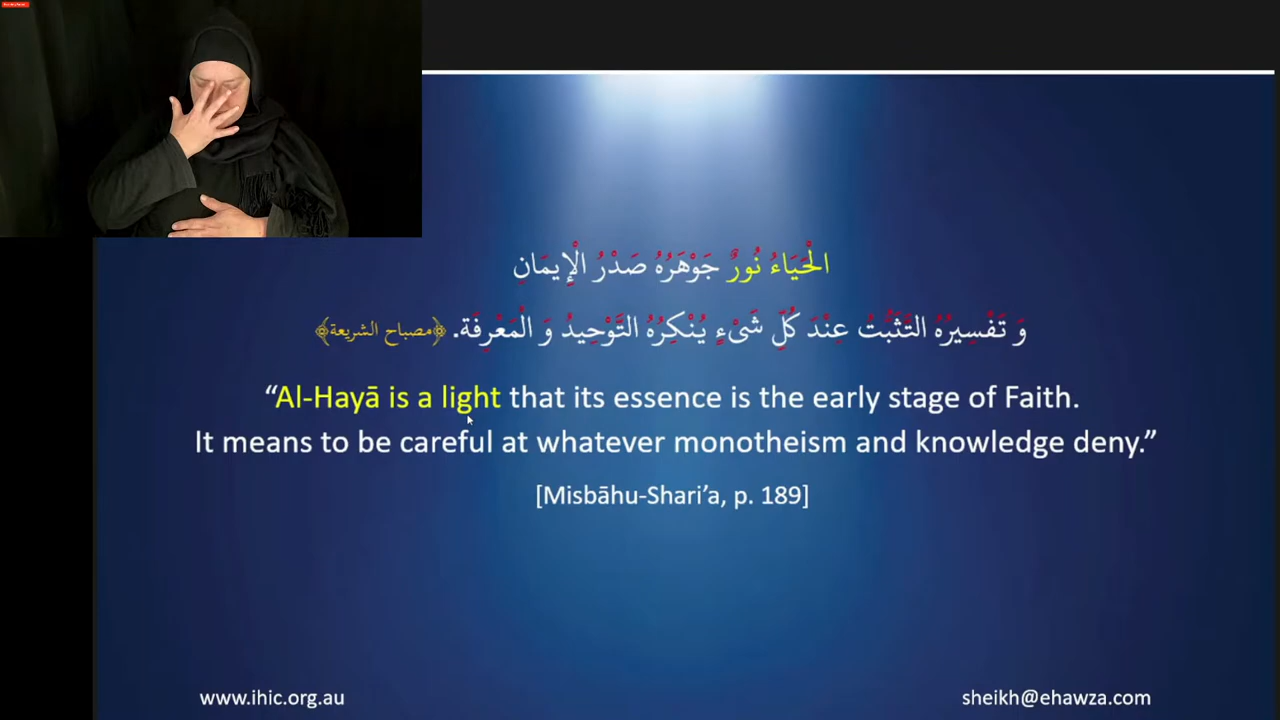 الْحَيَاءُ نُورٌ جَوْهَرُهُ صَدْرُ الْإِيمَانِ
وَ تَفْسِيرُهُ التَّثَبُّتُ عِنْدَ كُلِّ شَىْءٍ يُنْكِرُهُ التَّوْحِيدُ وَ الْمَعْرِفَة. ﴿مصباح الشريعة﴾
“Al-Hayā is a light that its essence is the early stage of Faith.
It means to be careful at whatever monotheism and knowledge deny.”
[Misbāhu-Shari’a, p. 189]
www.ihic.org.au
sheikh@ehawza.com